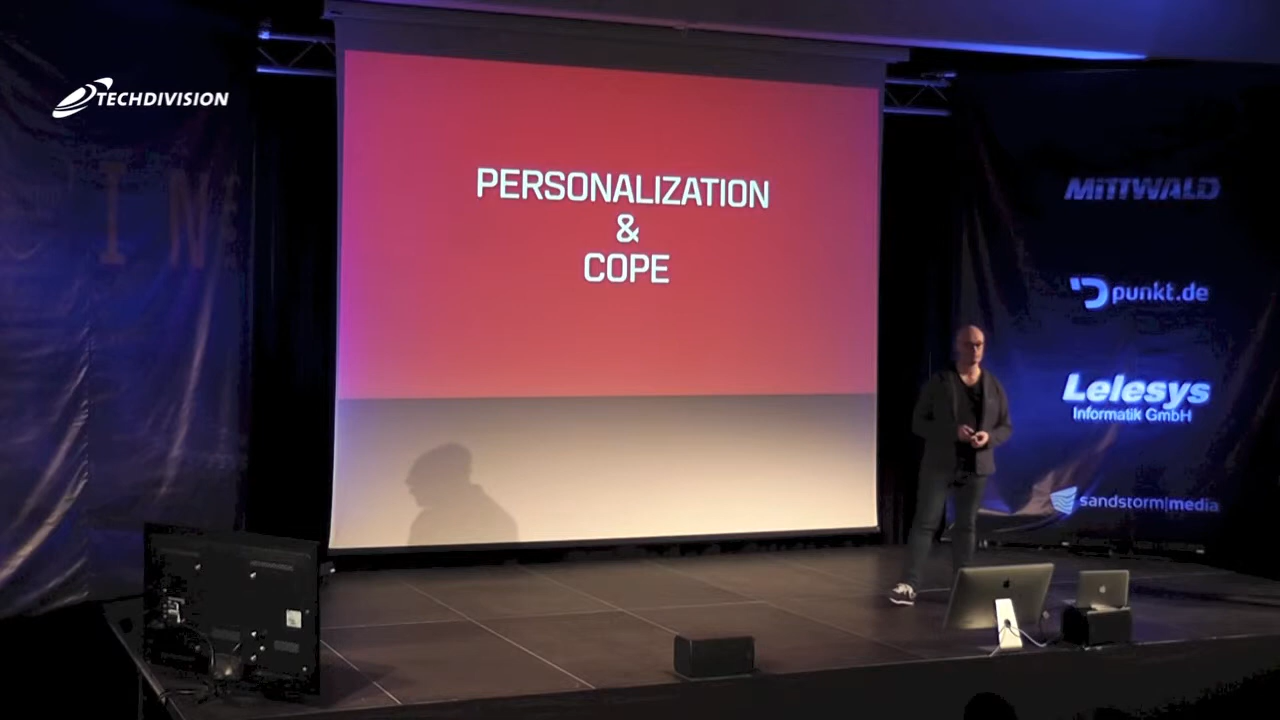 TECHDIVISION
PERSONALIZATION
&
COPE
MITTWALD
punkt.de
Lelesys
Informatik GmbH
sandstorm|media